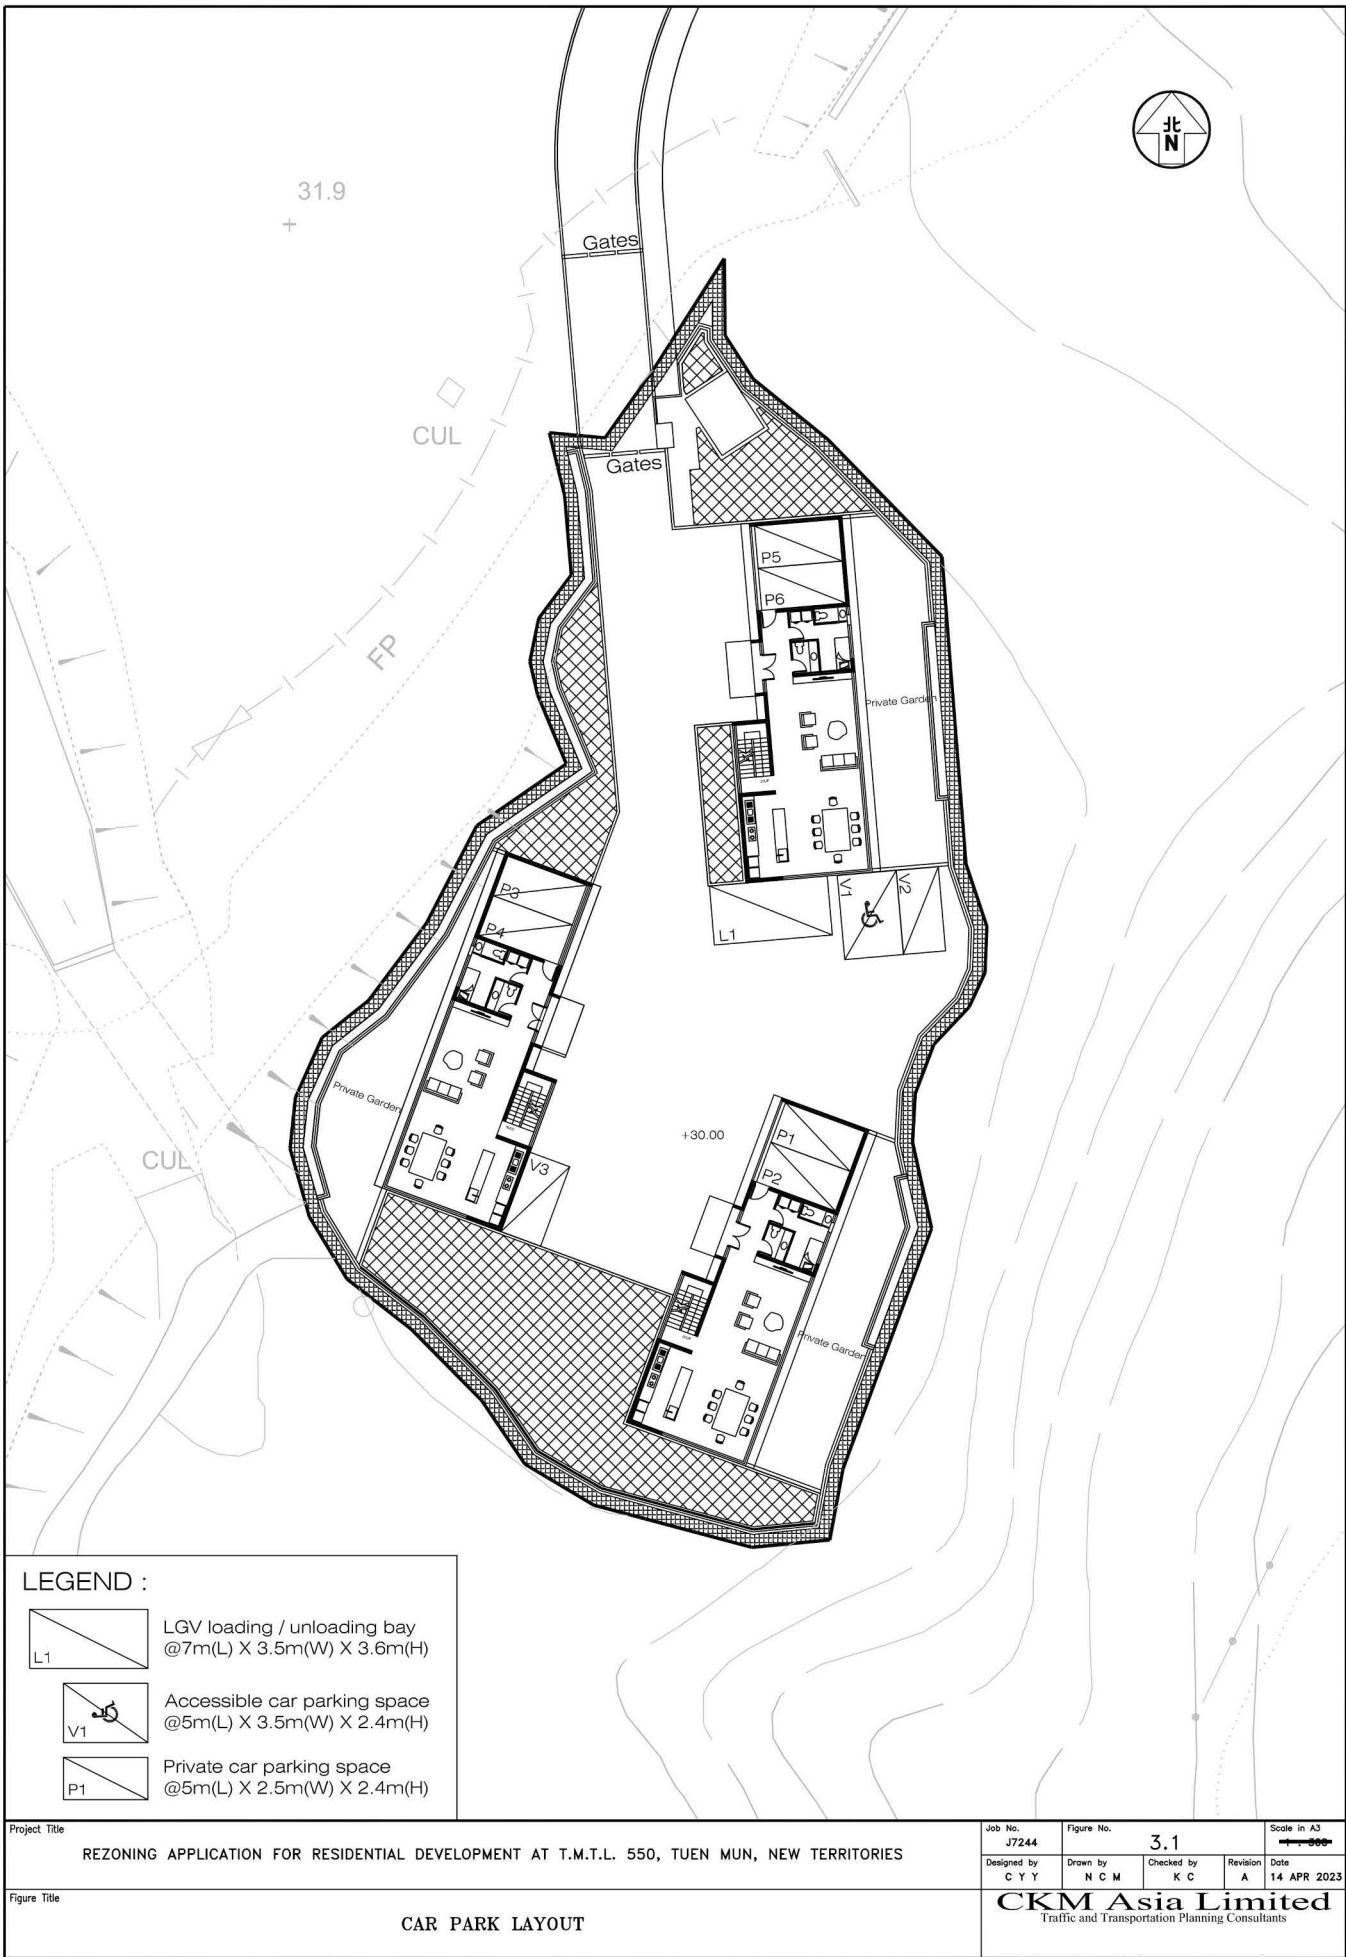 北
N
31.9
Gates
CUL
Gates
FP
P5
P6
Private Garden
P3
P4
V1
V2
L1
Private Garden
CUL
+30.00
P1
P2
V3
Private Garden
LEGEND :
L1
LGV loading / unloading bay
@7m(L) X 3.5m(W) X 3.6m(H)
V1
Accessible car parking space
@5m(L) X 3.5m(W) X 2.4m(H)
P1
Private car parking space
@5m(L) X 2.5m(W) X 2.4m(H)
Project Title
REZONING APPLICATION FOR RESIDENTIAL DEVELOPMENT AT T.M.T.L. 550, TUEN MUN, NEW TERRITORIES
Figure Title
CAR PARK LAYOUT
Job No.
J7244
Figure No.
3.1
Scale in A3
Designed by
C Y Y
Drawn by
N C M
Checked by
K C
Revision
A
Date
14 APR 2023
CKM Asia Limited
Traffic and Transportation Planning Consultants